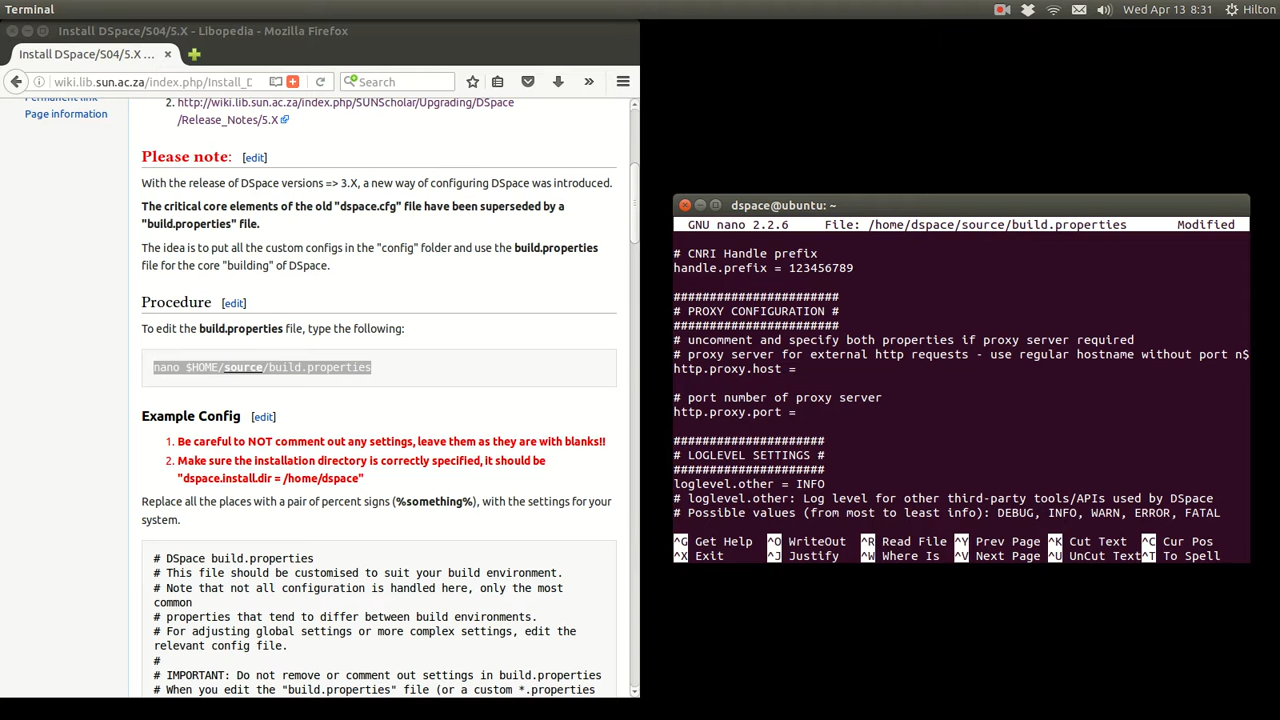 Terminal
Wed Apr 13 8:31
Hilton
Install DSpace/S04/5.X - Libopedia - Mozilla Firefox
Install DSpace/S04/5.X ...
wiki.lib.sun.ac.za/index.php/Install_D
Search
Permanent link
Page information
2. http://wiki.lib.sun.ac.za/index.php/SUNScholar/Upgrading/DSpace
/Release_Notes/5.X
Please note: [edit]
With the release of DSpace versions => 3.X, a new way of configuring DSpace was introduced.
The critical core elements of the old "dspace.cfg" file have been superseded by a
"build.properties" file.
The idea is to put all the custom configs in the "config" folder and use the build.properties
file for the core "building" of DSpace.
Procedure [edit]
To edit the build.properties file, type the following:
nano $HOME/source/build.properties
Example Config [edit]
1. Be careful to NOT comment out any settings, leave them as they are with blanks!!
2. Make sure the installation directory is correctly specified, it should be
"dspace.install.dir = /home/dspace"
Replace all the places with a pair of percent signs (%something%), with the settings for your
system.
# DSpace build.properties
# This file should be customised to suit your build environment.
# Note that not all configuration is handled here, only the most
common
# properties that tend to differ between build environments.
# For adjusting global settings or more complex settings, edit the
relevant config file.
#
# IMPORTANT: Do not remove or comment out settings in build.properties
# When you edit the "build.properties" file (or a custom *.properties
dspace@ubuntu: ~
GNU nano 2.2.6 File: /home/dspace/source/build.properties Modified
# CNRI Handle prefix
handle.prefix = 123456789
#######################
# PROXY CONFIGURATION #
#######################
# uncomment and specify both properties if proxy server required
# proxy server for external http requests - use regular hostname without port n$
http.proxy.host =
# port number of proxy server
http.proxy.port =
#####################
# LOGLEVEL SETTINGS #
#####################
loglevel.other = INFO
# loglevel.other: Log level for other third-party tools/APIs used by DSpace
# Possible values (from most to least info): DEBUG, INFO, WARN, ERROR, FATAL
^G Get Help ^O WriteOut ^R Read File ^Y Prev Page ^K Cut Text ^C Cur Pos
^X Exit ^J Justify ^W Where Is ^V Next Page ^U UnCut Text ^T To Spell